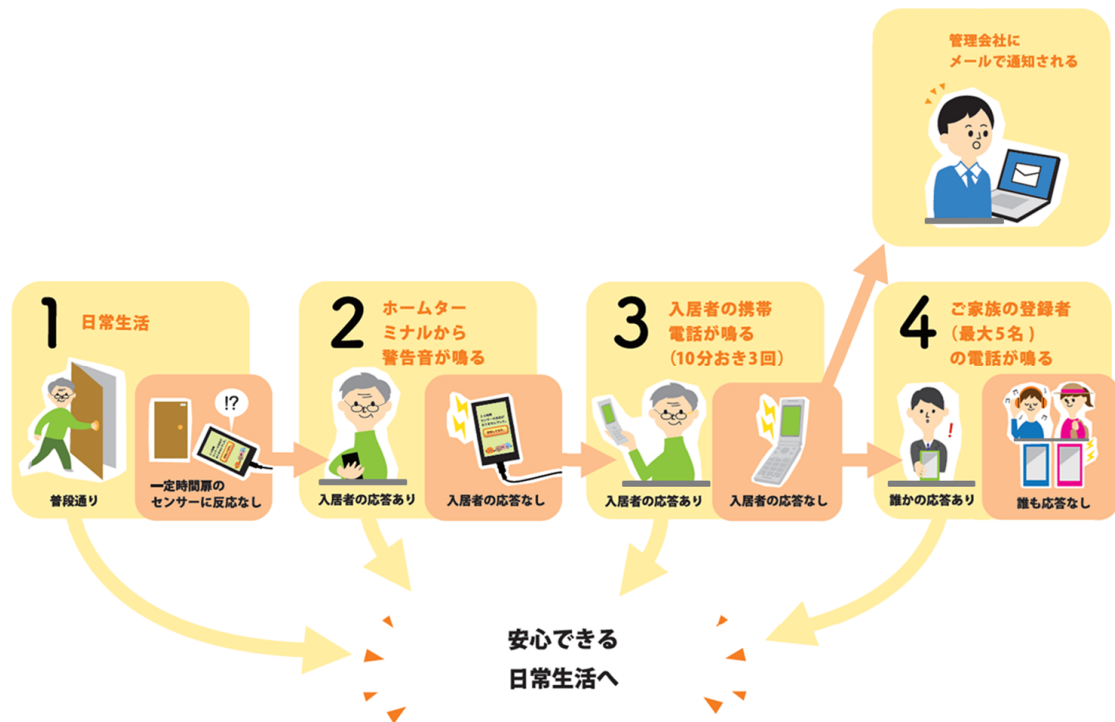 管理会社に
メールで通知される
1
日常生活
!?
普段通り
一定時間扉の
センサーに反応なし
2
ホームター
ミナルから
警告音が鳴る
入居者の応答あり
入居者の応答なし
3
入居者の携帯
電話が鳴る
(10分おき3回)
入居者の応答あり
入居者の応答なし
4
ご家族の登録者
(最大5名)
の電話が鳴る
!
誰かの応答あり
誰も応答なし
安心できる
日常生活へ